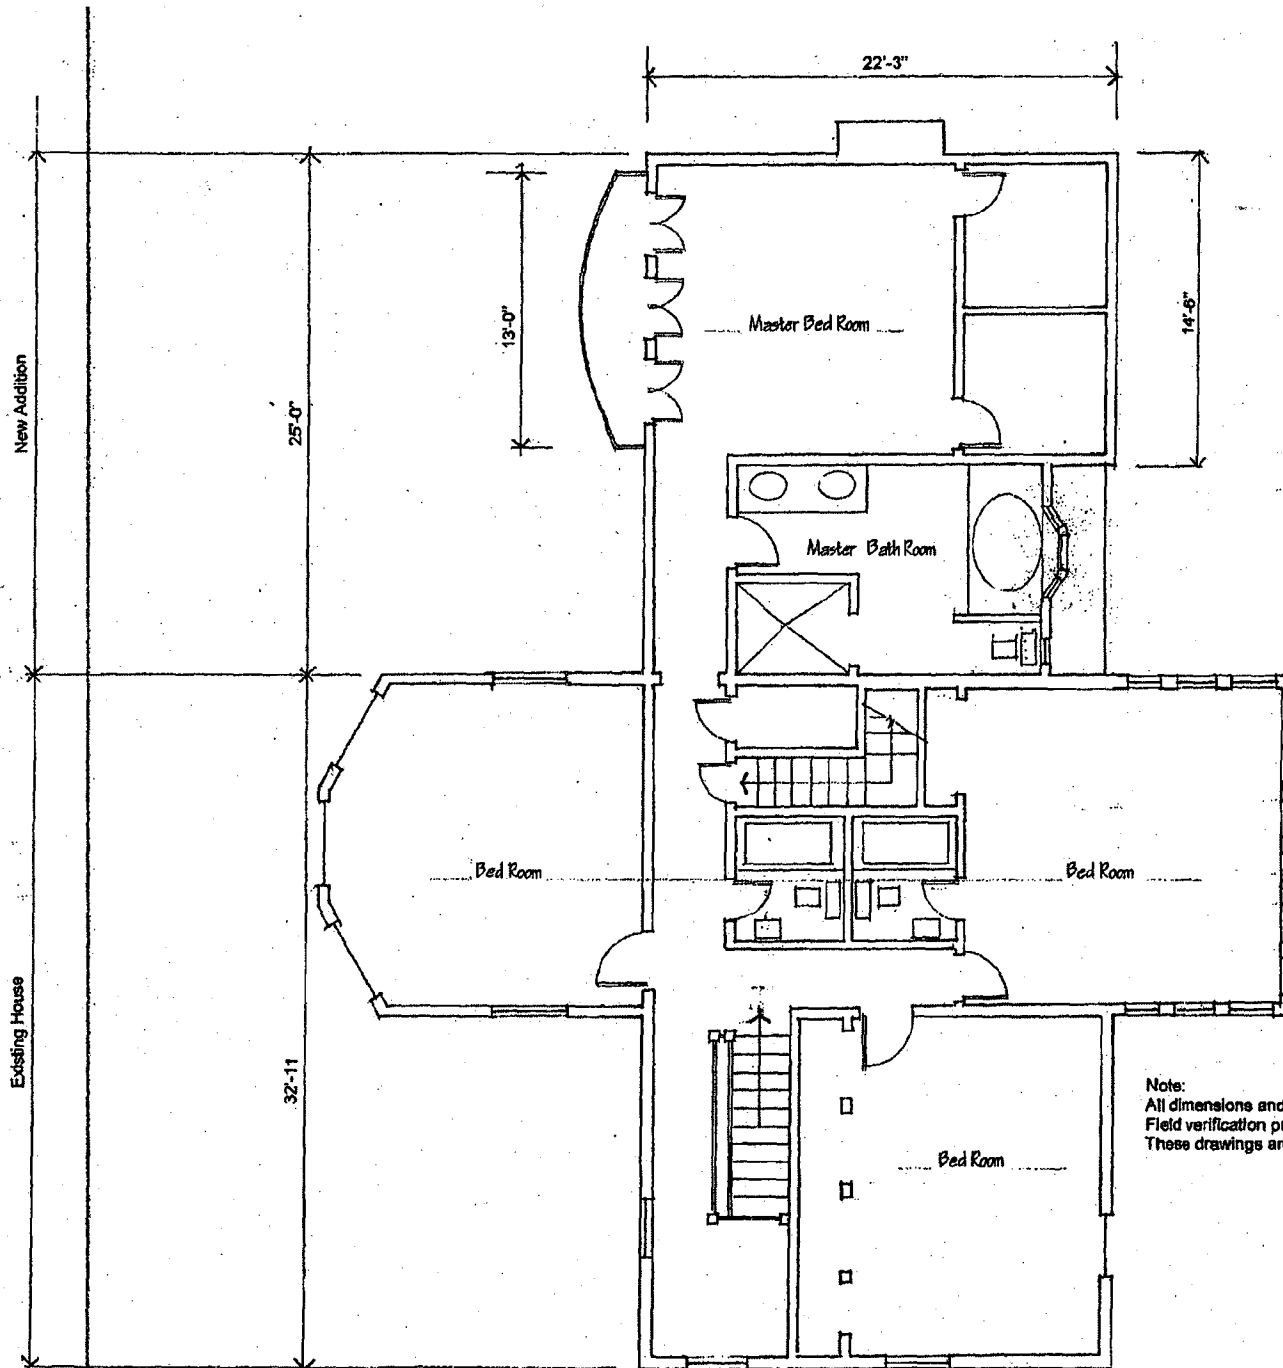 22'-3"
New Addition
25'-0"
13'-0"
Master Bed Room
14'-6"
Master Bath Room
Bed Room
Bed Room
Existing House
32'-11
Note:
All dimensions and
Field verification
These drawings
Bed Room